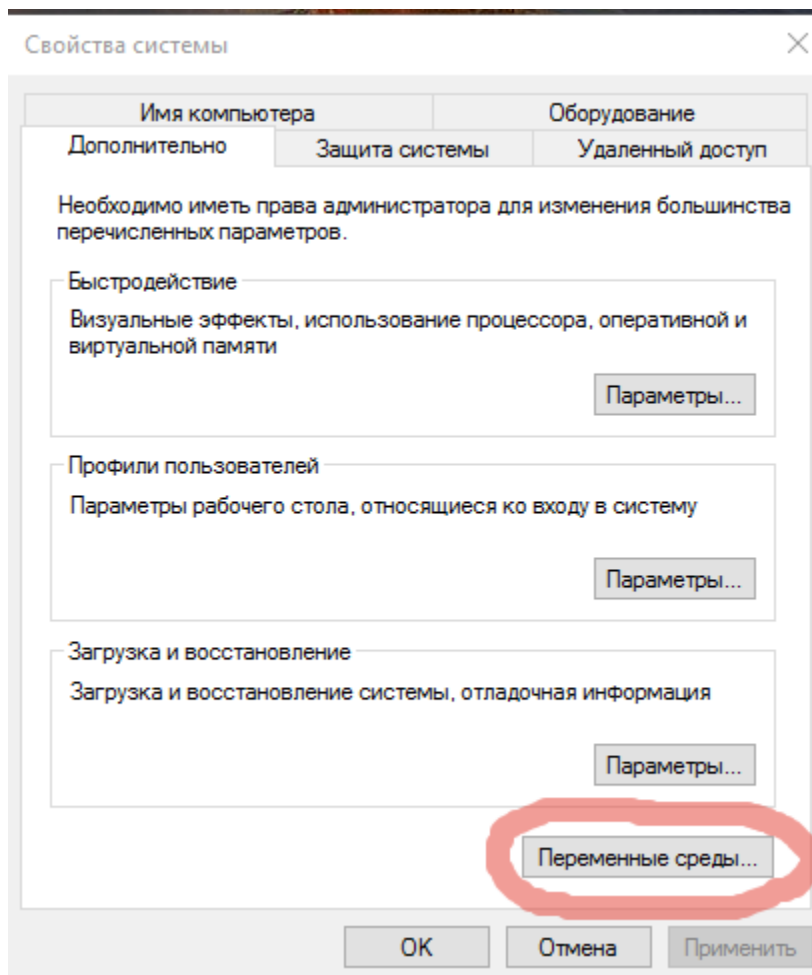 Свойства системы
Имя компьютера
Оборудование
Дополнительно
Защита системы
Удаленный доступ
Необходимо иметь права администратора для изменения большинства
перечисленных параметров.
Быстродействие
Визуальные эффекты, использование процессора, оперативной и
виртуальной памяти
Параметры...
Профили пользователей
Параметры рабочего стола, относящиеся ко входу в систему
Параметры...
Загрузка и восстановление
Загрузка и восстановление системы, отладочная информация
Параметры...
Переменные среды...
OK
Отмена
Применить